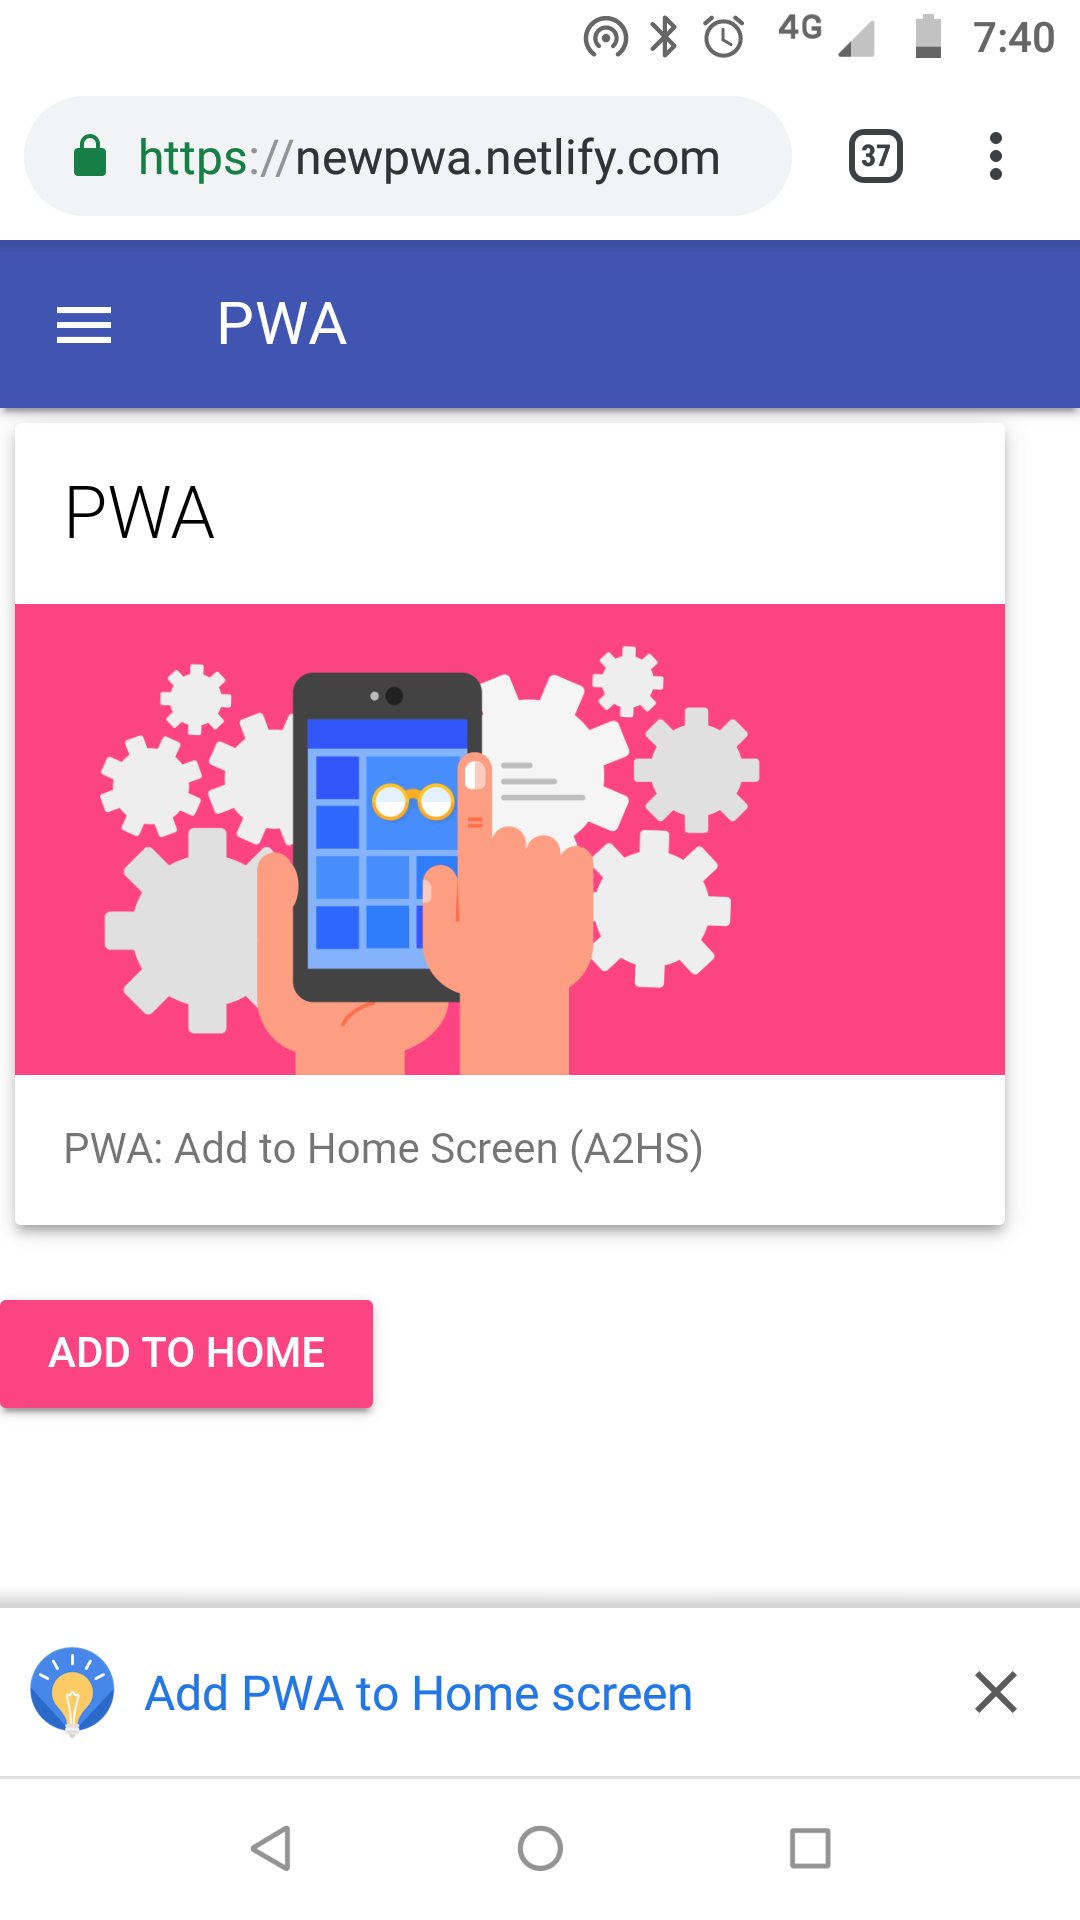 4G 7:40
https://newpwa.netlify.com 37
PWA
PWA
PWA: Add to Home Screen (A2HS)
ADD TO HOME
Add PWA to Home screen